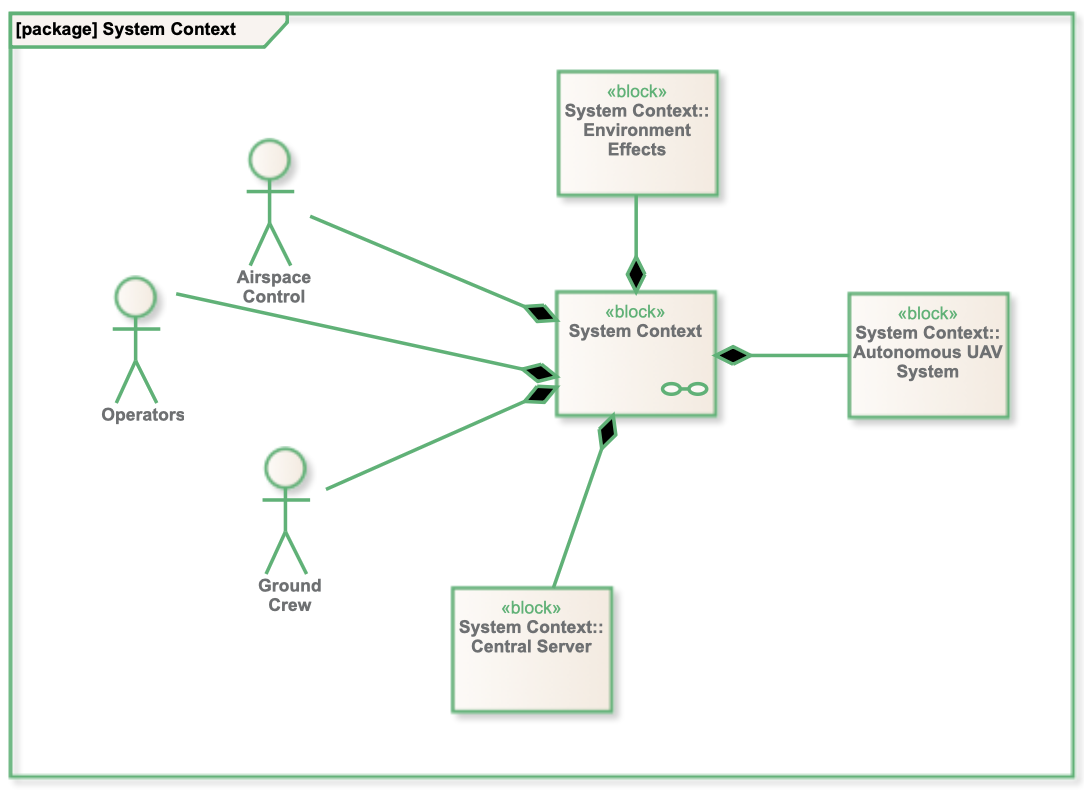 [package] System Context
«block»
System Context::
Environment
Effects
Airspace
Control
Operators
«block»
System Context
«block»
System Context::
Autonomous UAV
System
Ground
Crew
«block»
System Context::
Central Server